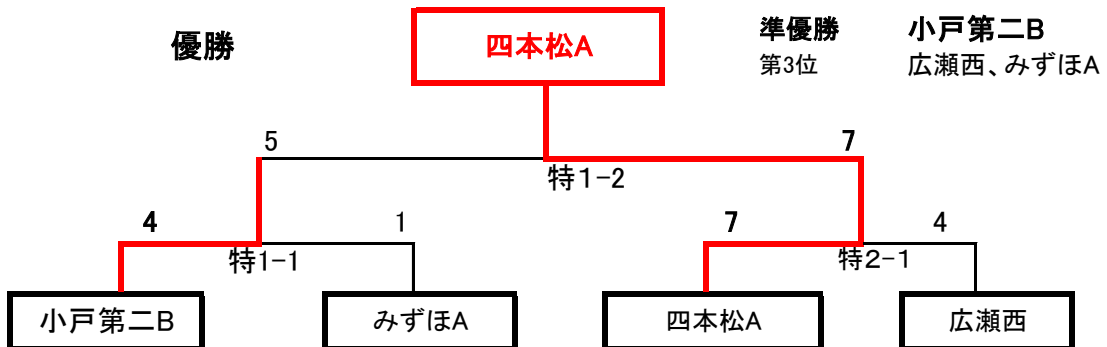 優勝
四本松A
準優勝 小戸第二B
第3位 広瀬西、みずほA
5 7
特1-2
4 1 7 4
特1-1 特2-1
小戸第二B みずほA 四本松A 広瀬西